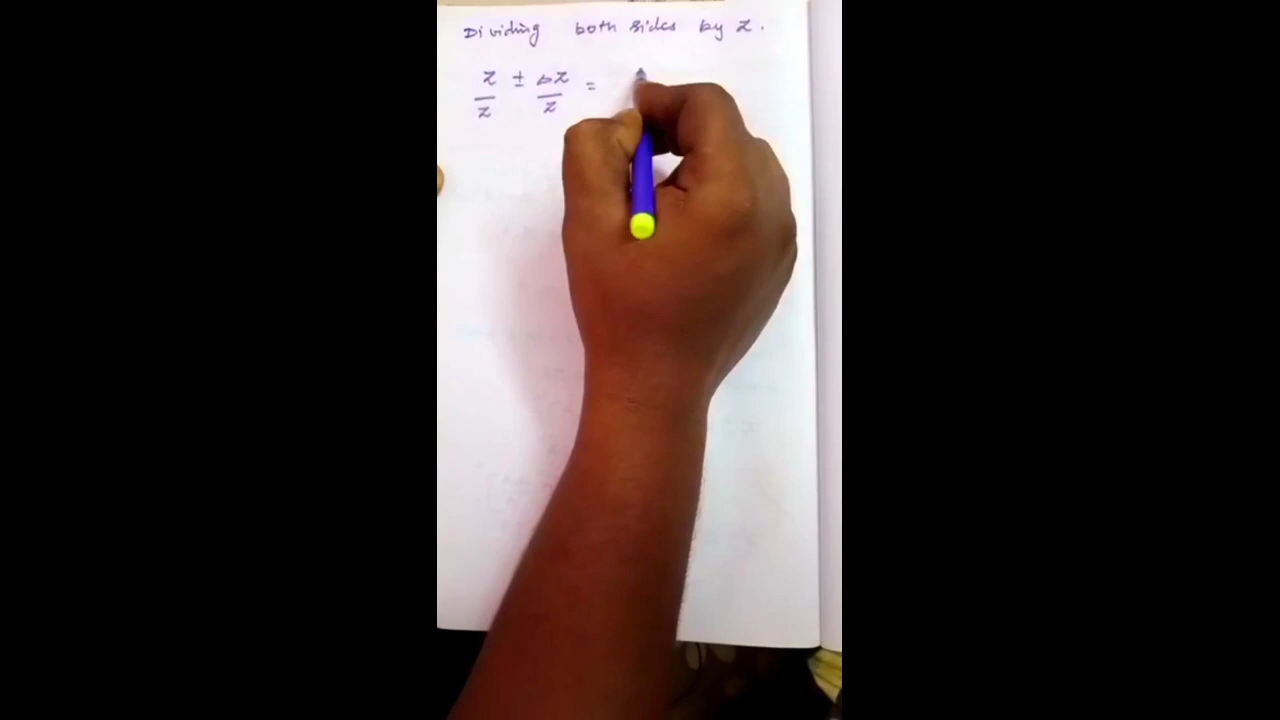 Dividing both sides by Z.
Z/Z ± ΔZ/Z =